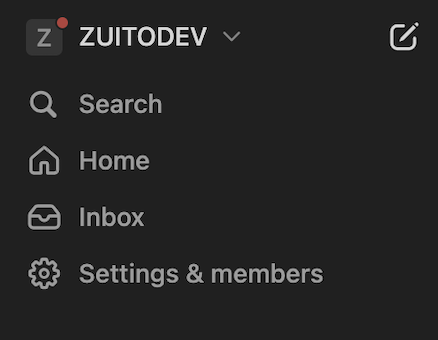 Z ZUITODEV
Search
Home
Inbox
Settings & members